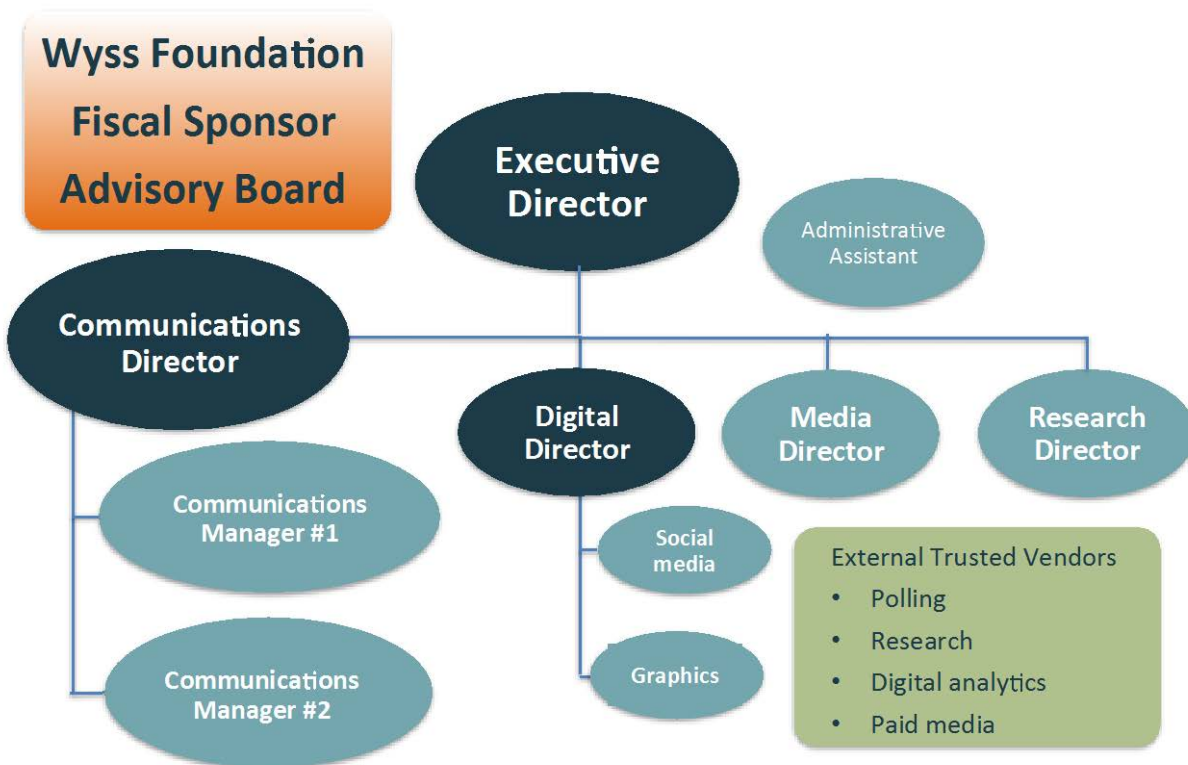 Wyss Foundation
Fiscal Sponsor
Advisory Board
Executive
Director
Administrative
Assistant
Communications
Director
Digital
Director
Media
Director
Research
Director
Communications
Manager #1
Social
media
Communications
Manager #2
Graphics
External Trusted Vendors
• Polling
• Research
• Digital analytics
• Paid media